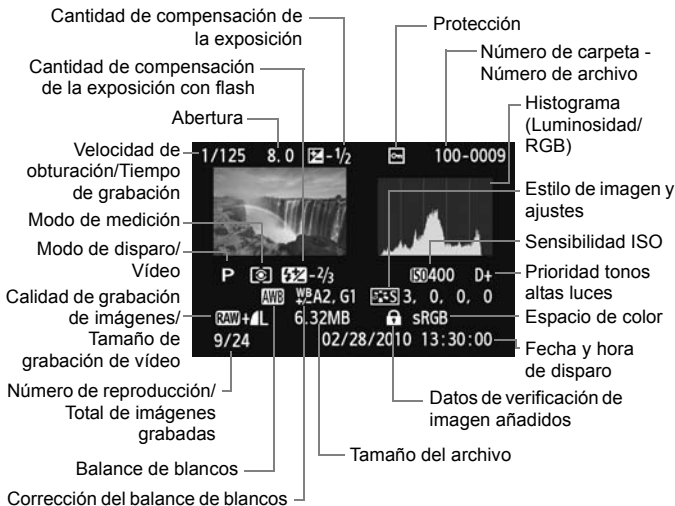 Cantidad de compensación de
la exposición
Protección
Número de carpeta -
Número de archivo
Cantidad de compensación
de la exposición con flash
Histograma
(Luminosidad/
RGB)
Abertura
Velocidad de
obturación/Tiempo
de grabación
1/125 8.0 -1/2 100-0009
Estilo de imagen y
ajustes
Modo de medición
Sensibilidad ISO
Modo de disparo/
Vídeo
P -2/3 ISO400 D+
Prioridad tonos
altas luces
Calidad de grabación
de imágenes/
Tamaño de
grabación de vídeo
AWB WB A2, G1 S 3, 0, 0, 0
RAW+L 6.32MB sRGB
Espacio de color
9/24 02/28/2010 13:30:00
Fecha y hora
de disparo
Número de reproducción/
Total de imágenes
grabadas
Datos de verificación de
imagen añadidos
Balance de blancos
Tamaño del archivo
Corrección del balance de blancos